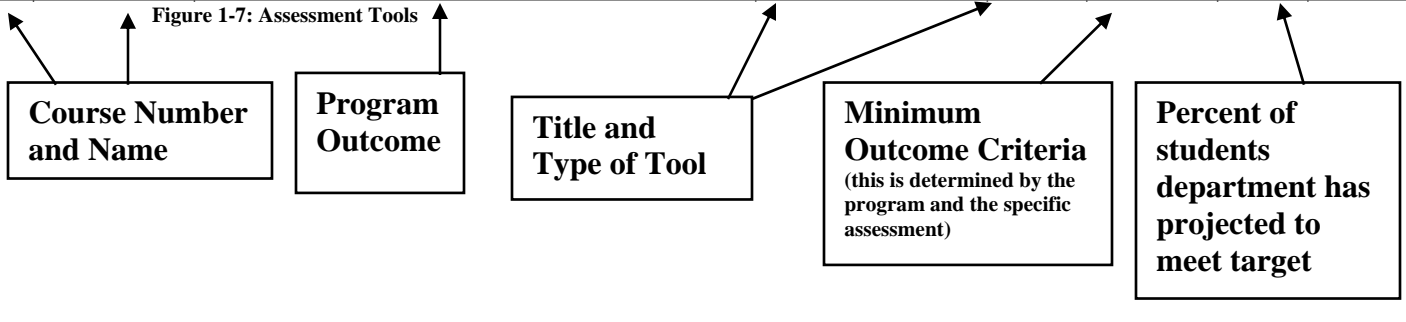 Figure 1-7: Assessment Tools
Course Number
and Name
Program
Outcome
Title and
Type of Tool
Minimum
Outcome Criteria
(this is determined by the
program and the specific
assessment)
Percent of
students
department has
projected to
meet target